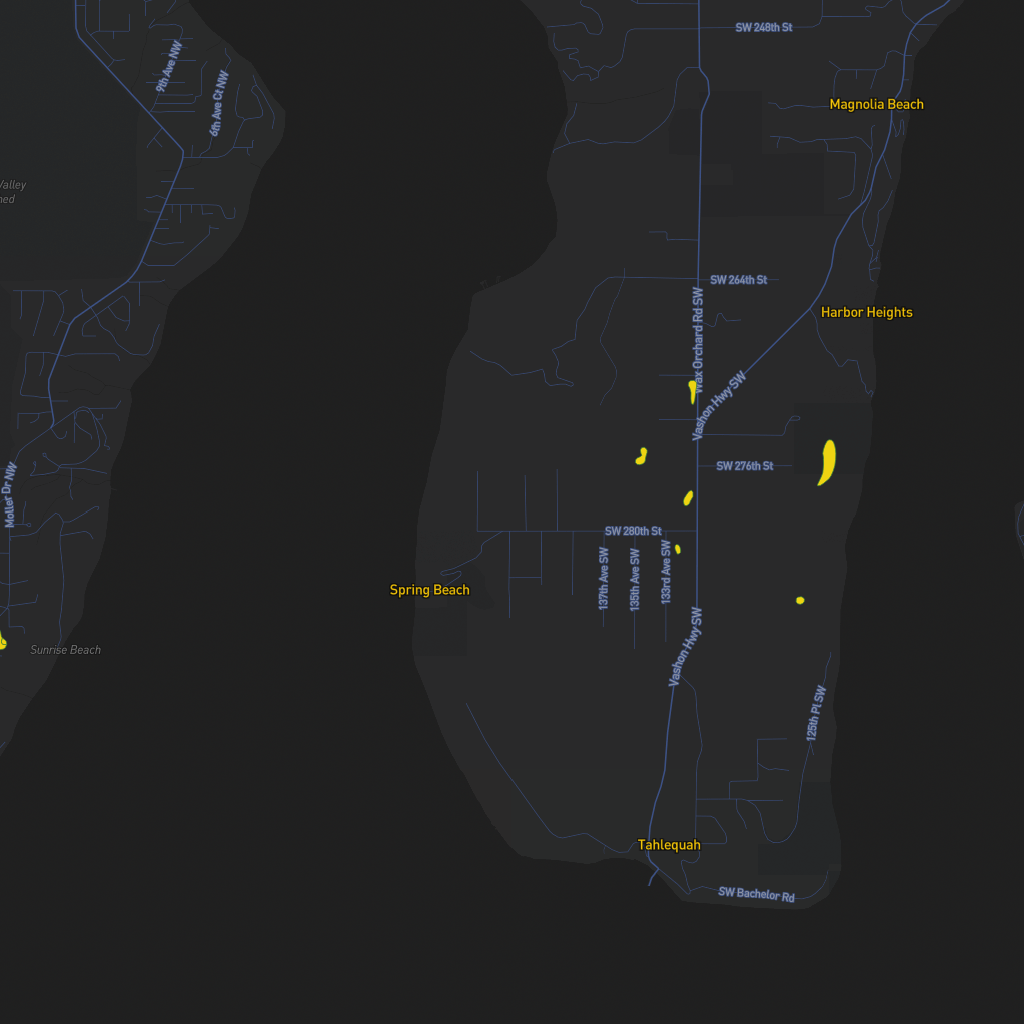 SW 248th St
9th Ave NW
6th Ave Ct NW
Magnolia Beach
SW 264th St
Wax Orchard Rd SW
Harbor Heights
Vashon Hwy SW
SW 276th St
Moller Dr NW
SW 280th St
137th Ave SW
135th Ave SW
133rd Ave SW
Spring Beach
Sunrise Beach
Vashon Hwy SW
125th Pl SW
Tahlequah
SW Bachelor Rd